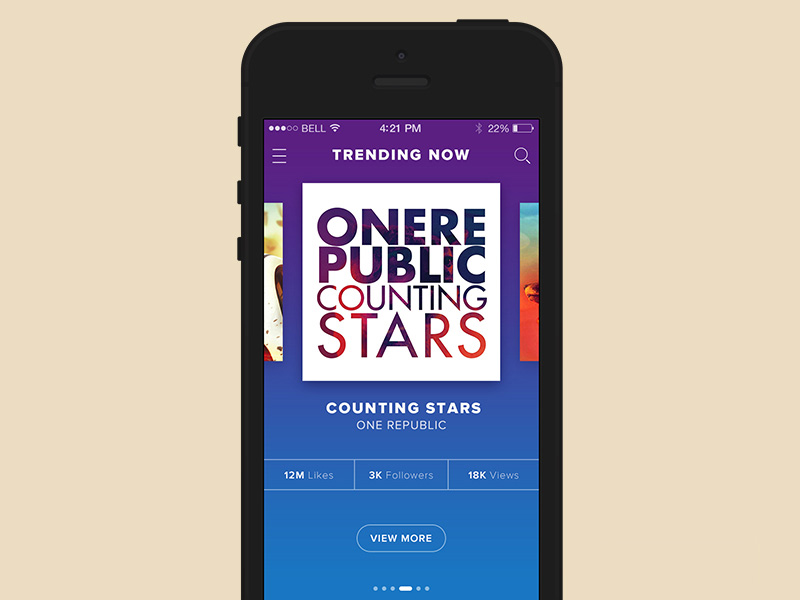 BELL 4:21 PM 22%
TRENDING NOW
ONERE
PUBLIC
COUNTING
STARS
COUNTING STARS
ONE REPUBLIC
12M Likes 3K Followers 18K Views
VIEW MORE